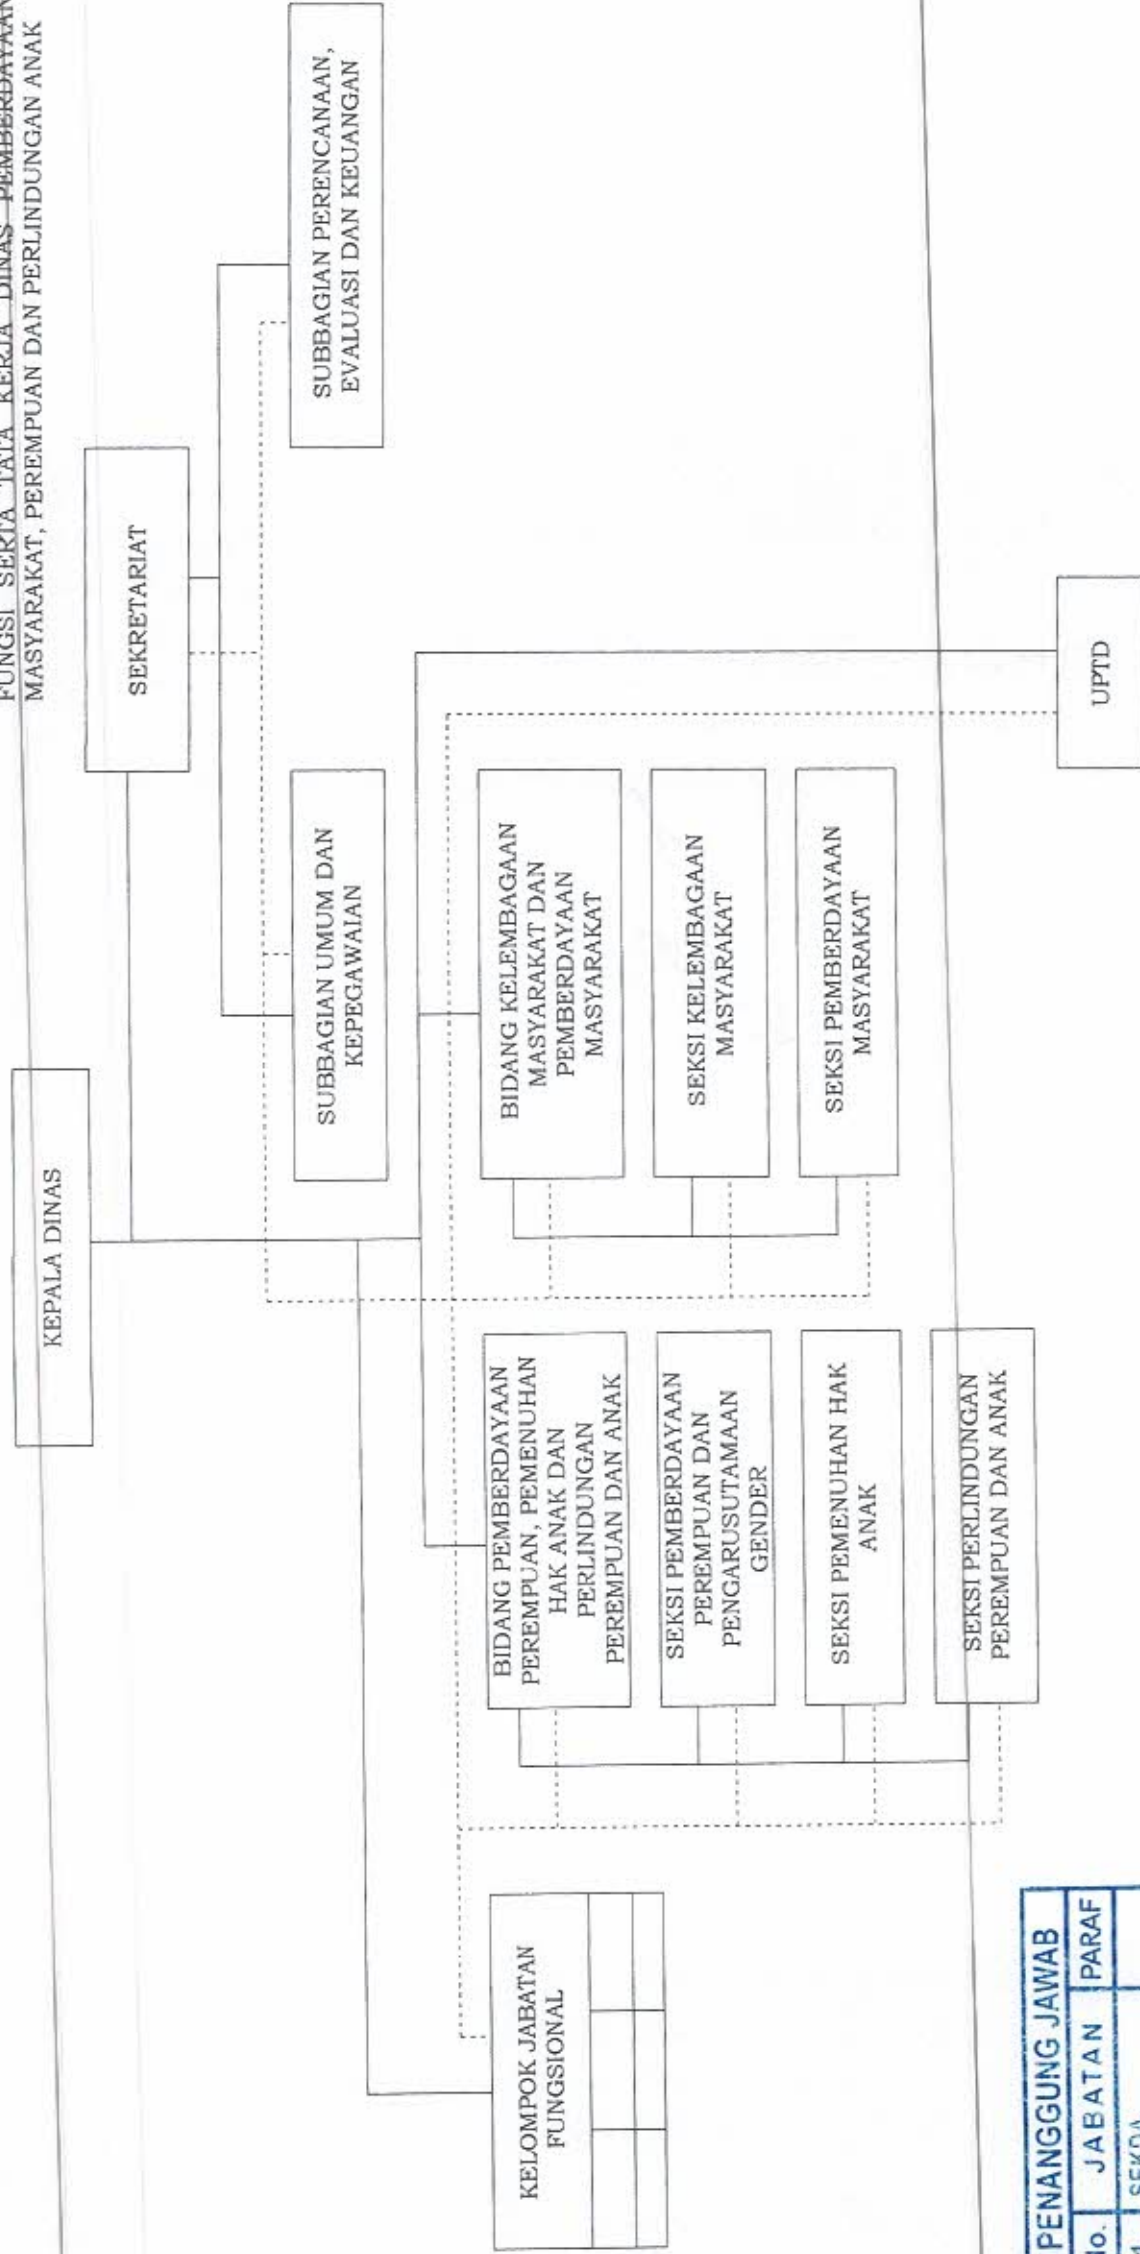 FUNGSI SERTA TATA KERJA DINAS PEMBERDAYAAN
MASYARAKAT, PEREMPUAN DAN PERLINDUNGAN ANAK
KEPALA DINAS
SEKRETARIAT
SUBBAGIAN UMUM DAN
KEPEGAWAIAN
SUBBAGIAN PERENCANAAN,
EVALUASI DAN KEUANGAN
KELOMPOK JABATAN
FUNGSIONAL
BIDANG PEMBERDAYAAN
PEREMPUAN, PEMENUHAN
HAK ANAK DAN
PERLINDUNGAN
PEREMPUAN DAN ANAK
SEKSI PEMBERDAYAAN
PEREMPUAN DAN
PENGARUSUTAMAAN
GENDER
SEKSI PEMENUHAN HAK
ANAK
SEKSI PERLINDUNGAN
PEREMPUAN DAN ANAK
BIDANG KELEMBAGAAN
MASYARAKAT DAN
PEMBERDAYAAN
MASYARAKAT
SEKSI KELEMBAGAAN
MASYARAKAT
SEKSI PEMBERDAYAAN
MASYARAKAT
UPTD
PENANGGUNG JAWAB
No. JABATAN PARAF
SEKDA